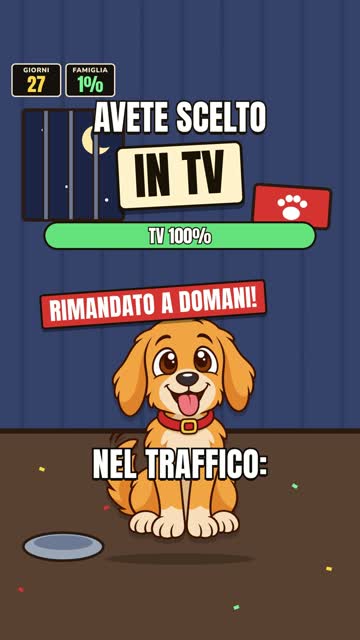 GIORNI
27
FAMIGLIA
1%
AVETE SCELTO
IN TV
TV 100%
RIMANDATO A DOMANI!
NEL TRAFFICO: